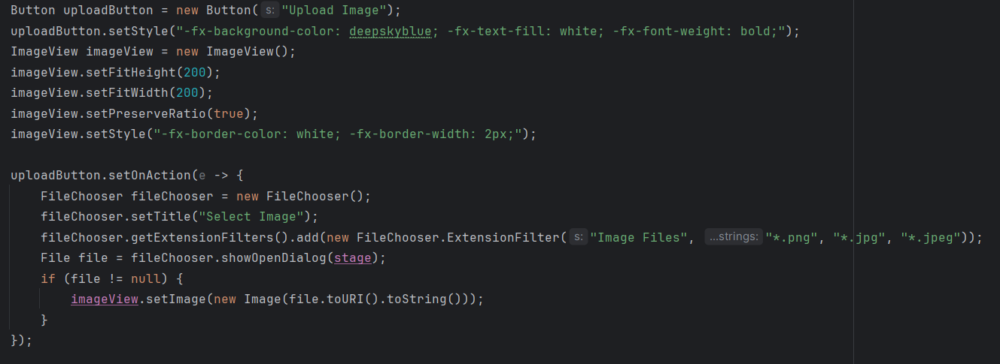 Button uploadButton = new Button( s: "Upload Image");
uploadButton.setStyle("-fx-background-color: deepskyblue; -fx-text-fill: white; -fx-font-weight: bold;");
ImageView imageView = new ImageView();
imageView.setFitHeight(200);
imageView.setFitWidth(200);
imageView.setPreserveRatio(true);
imageView.setStyle("-fx-border-color: white; -fx-border-width: 2px;");

uploadButton.setOnAction(e -> {
    FileChooser fileChooser = new FileChooser();
    fileChooser.setTitle("Select Image");
    fileChooser.getExtensionFilters().add(new FileChooser.ExtensionFilter( s: "Image Files", ...strings: "*.png", "*.jpg", "*.jpeg"));
    File file = fileChooser.showOpenDialog(stage);
    if (file != null) {
        imageView.setImage(new Image(file.toURI().toString()));
    }
});